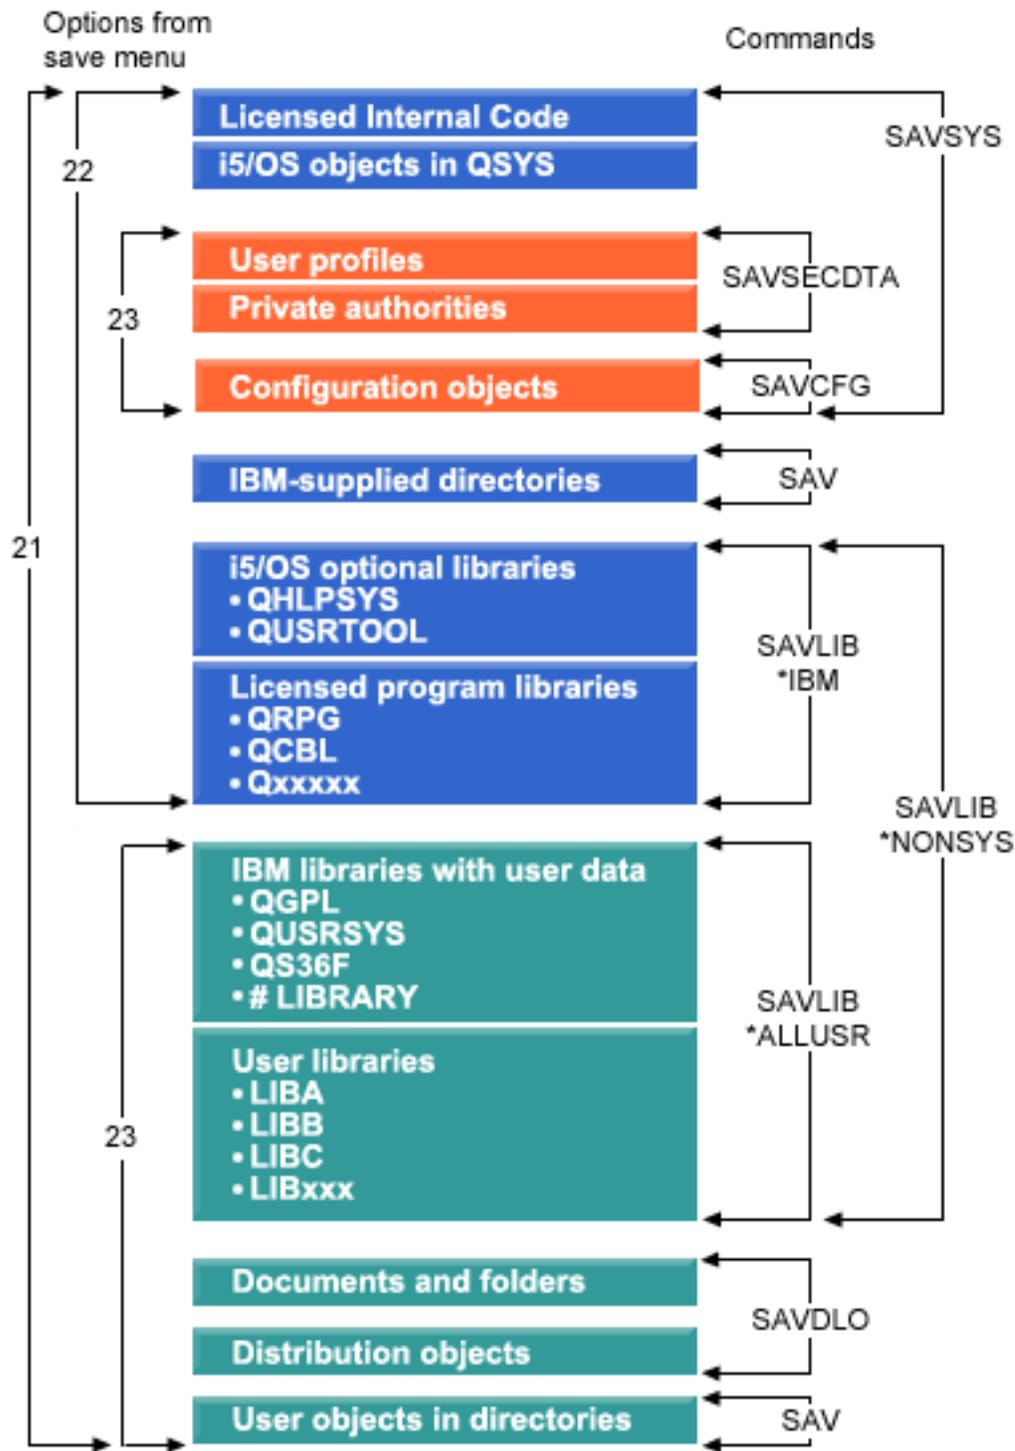 Options from
save menu
Commands
Licensed Internal Code
SAVSYS
i5/OS objects in QSYS
22
User profiles
SAVSECDTA
Private authorities
23
Configuration objects
SAVCFG
IBM-supplied directories
SAV
21
i5/OS optional libraries
• QHLPSYS
• QUSRTOOL
SAVLIB
*IBM
Licensed program libraries
• QRPG
• QCBL
• Qxxxxx
SAVLIB
*NONSYS
IBM libraries with user data
• QGPL
• QUSRSYS
• QS36F
• # LIBRARY
SAVLIB
*ALLUSR
User libraries
• LIBA
• LIBB
• LIBC
• LIBxxx
23
Documents and folders
SAVDLO
Distribution objects
User objects in directories
SAV